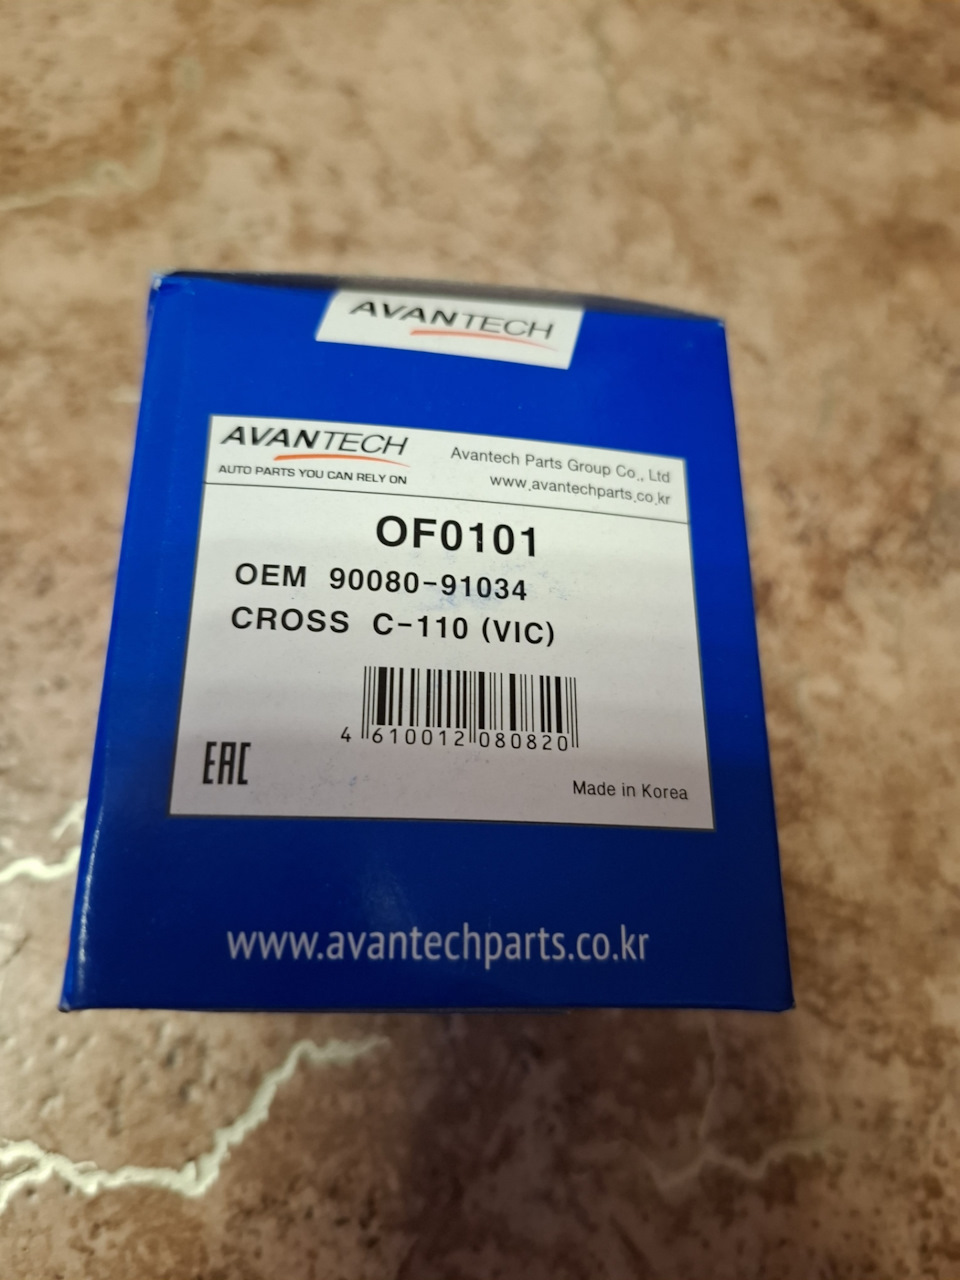 AVANTECH
AVANTECH
AUTO PARTS YOU CAN RELY ON
Avantech Parts Group Co., Ltd
www.avantechparts.co.kr
OF0101
OEM 90080-91034
CROSS C-110 (VIC)
4 610012 080820
EAC
Made in Korea
www.avantechparts.co.kr